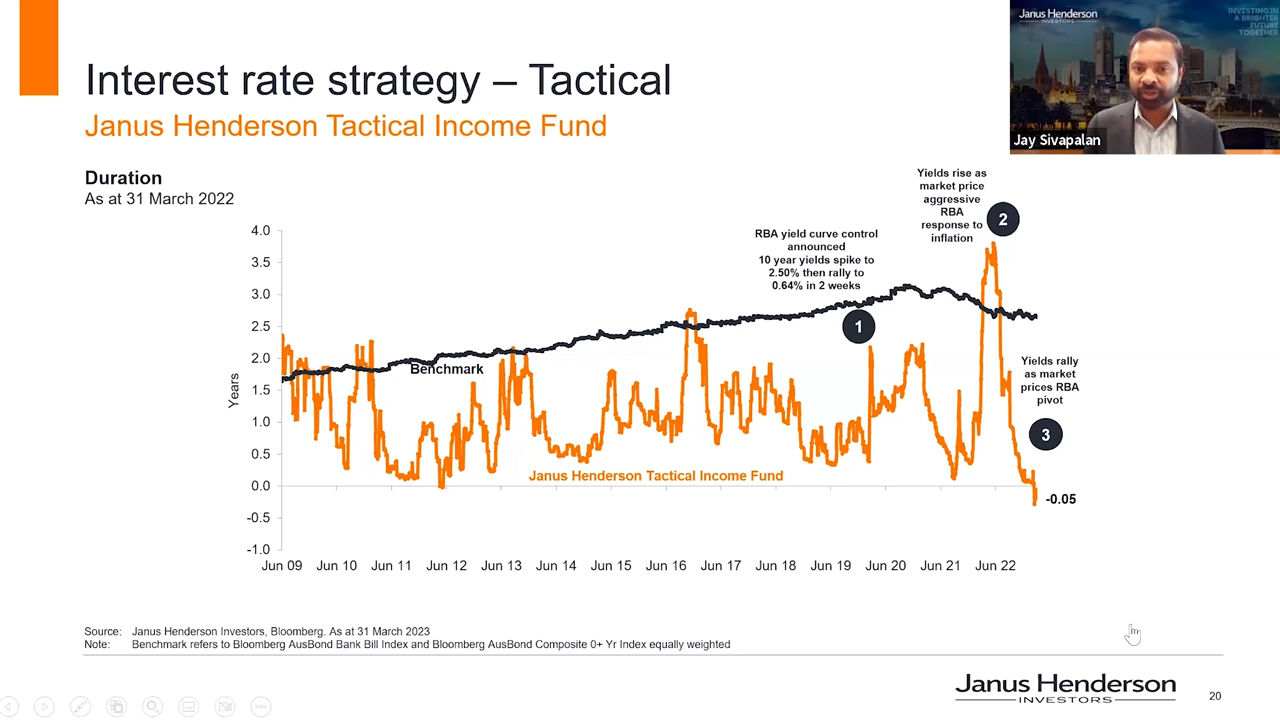 Interest rate strategy – Tactical
Janus Henderson Tactical Income Fund
Janus Henderson
INVESTORS
INVESTING IN
A BRIGHTER
FUTURE
TOGETHER
Jay Sivapalan
Duration
As at 31 March 2022
Yields rise as
market price
aggressive
RBA
response to
inflation
2
RBA yield curve control
announced
10 year yields spike to
2.50% then rally to
0.64% in 2 weeks
1
Yields rally
as market
prices RBA
pivot
3
Years
4.0
3.5
3.0
2.5
2.0
1.5
1.0
0.5
0.0
-0.5
-1.0
Benchmark
Janus Henderson Tactical Income Fund
-0.05
Jun 09 Jun 10 Jun 11 Jun 12 Jun 13 Jun 14 Jun 15 Jun 16 Jun 17 Jun 18 Jun 19 Jun 20 Jun 21 Jun 22
Source: Janus Henderson Investors, Bloomberg. As at 31 March 2023
Note: Benchmark refers to Bloomberg AusBond Bank Bill Index and Bloomberg AusBond Composite 0+ Yr Index equally weighted
Janus Henderson
INVESTORS
20